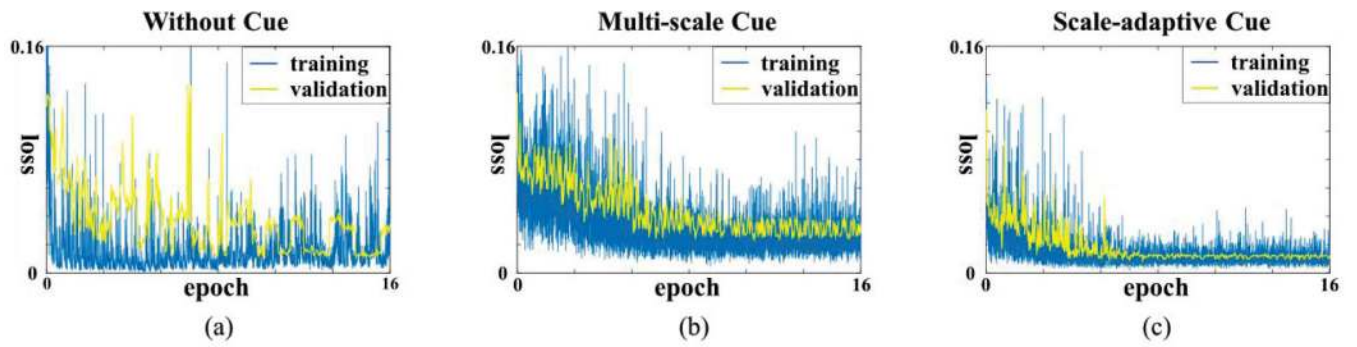 Without Cue
0.16
training
validation
loss
0
0
epoch
16
(a)
Multi-scale Cue
0.16
training
validation
loss
0
0
epoch
16
(b)
Scale-adaptive Cue
0.16
training
validation
loss
0
0
epoch
16
(c)